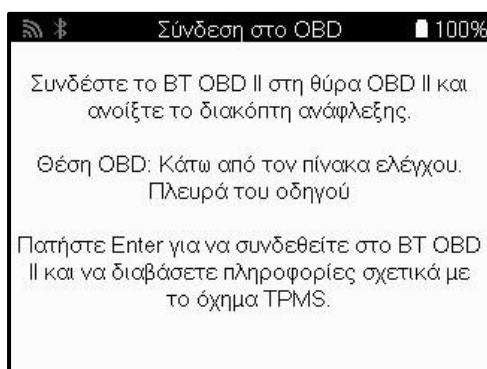 Σύνδεση στο OBD 100%
Συνδέστε το BT OBD II στη θύρα OBD II και
ανοίξτε το διακόπτη ανάφλεξης.
Θέση OBD: Κάτω από τον πίνακα ελέγχου.
Πλευρά του οδηγού
Πατήστε Enter για να συνδεθείτε στο BT OBD
II και να διαβάσετε πληροφορίες σχετικά με
το όχημα TPMS.